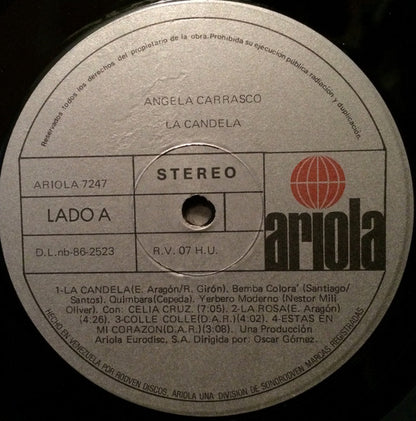 Reservados todos los derechos del propietario de la obra. Prohibida su ejecución pública radiación y duplicación.
ANGELA CARRASCO
LA CANDELA
ARIOLA 7247
STEREO
LADO A
ariola
D.L.nb-86-2523
R.V. 07 H.U.
1-LA CANDELA(E. Aragón/R. Girón). Bemba Colora' (Santiago/
Santos). Quimbara(Cepeda). Yerbero Moderno (Nestor Mili
Oliver). Con: CELIA CRUZ. (7:05). 2-LA ROSA(E. Aragón)
(4:26). 3-COLLE COLLE(D.A.R.)(4:02). 4-ESTAS EN
MI CORAZON(D.A.R.)(3:08). Una Producción
Ariola Eurodisc, S.A. Dirigida por: Oscar Gómez.
HECHO EN VENEZUELA POR RODVEN DISCOS. ARIOLA UNA DIVISION DE SONORODVEN MARCAS REGISTRADAS